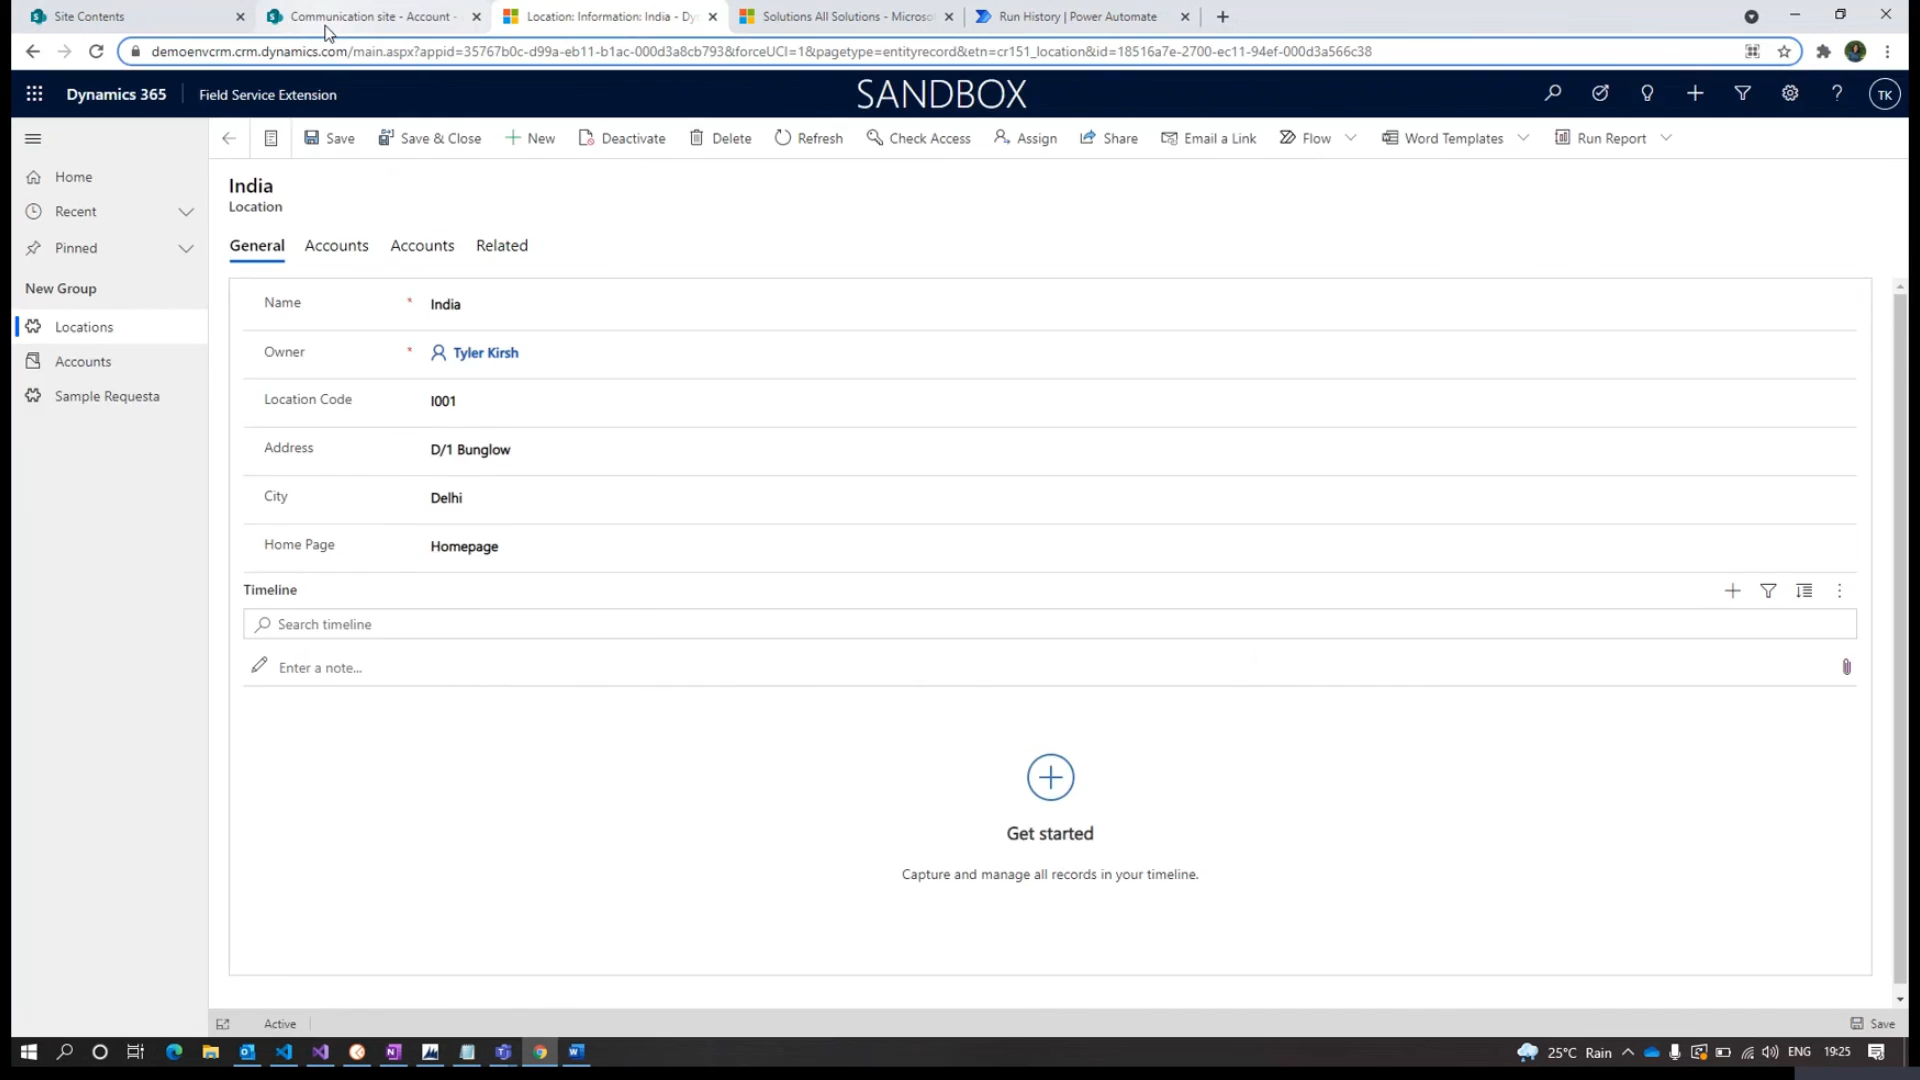 Site Contents
Communication site - Account -
Location: Information: India - Dy
Solutions All Solutions - Microso
Run History | Power Automate
demoenvcrm.crm.dynamics.com/main.aspx?appid=35767b0c-d99a-eb11-b1ac-000d3a8cb793&forceUCI=1&pagetype=entityrecord&etn=cr151_location&id=18516a7e-2700-ec11-94ef-000d3a566c38
Dynamics 365
Field Service Extension
SANDBOX
TK
Save
Save & Close
New
Deactivate
Delete
Refresh
Check Access
Assign
Share
Email a Link
Flow
Word Templates
Run Report
Home
Recent
Pinned
New Group
Locations
Accounts
Sample Requesta
India
Location
General Accounts Accounts Related
Name * India
Owner * Tyler Kirsh
Location Code I001
Address D/1 Bunglow
City Delhi
Home Page Homepage
Timeline
Search timeline
Enter a note...
Get started
Capture and manage all records in your timeline.
Active
Save
25°C Rain
ENG
19:25